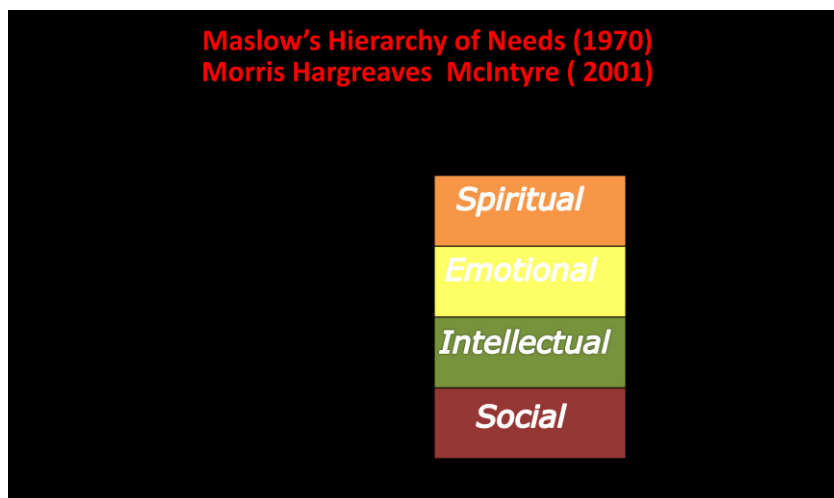 Maslow’s Hierarchy of Needs (1970)
Morris Hargreaves  McIntyre ( 2001)
Spiritual
Emotional
Intellectual
Social